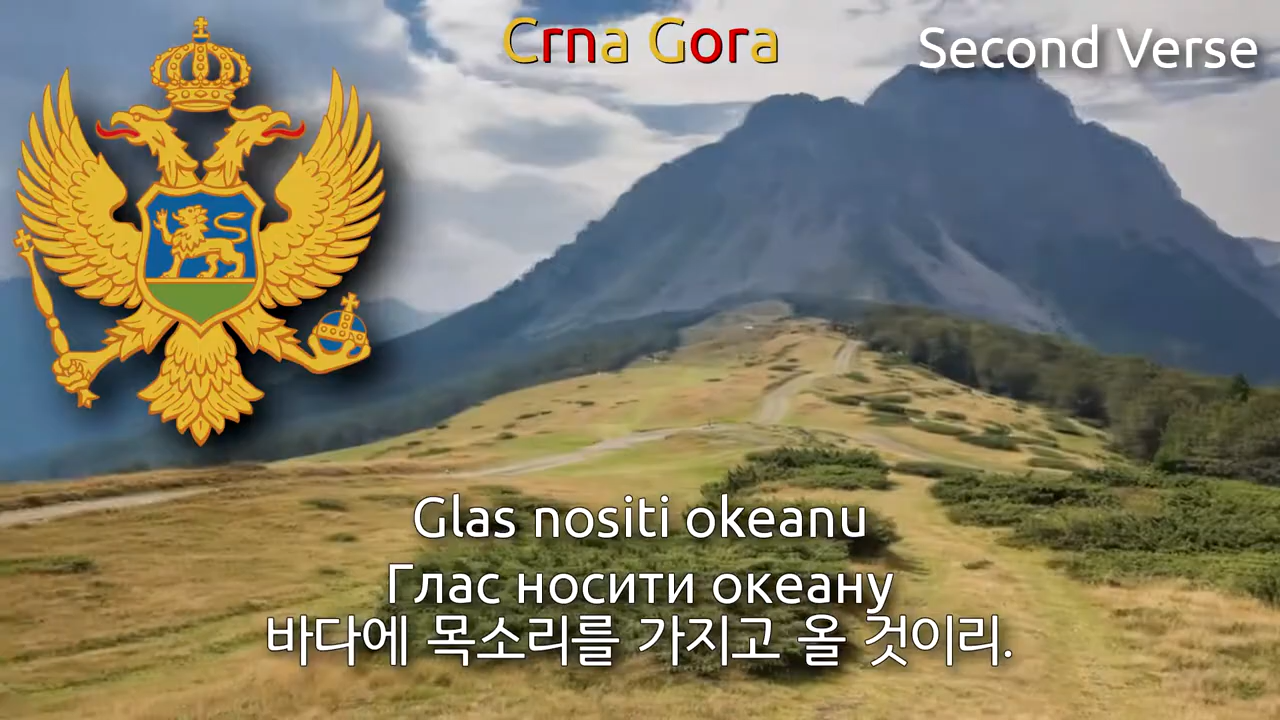 Crna Gora
Second Verse
Glas nositi okeanu
Глас носити океану
바다에 목소리를 가지고 올 것이리.